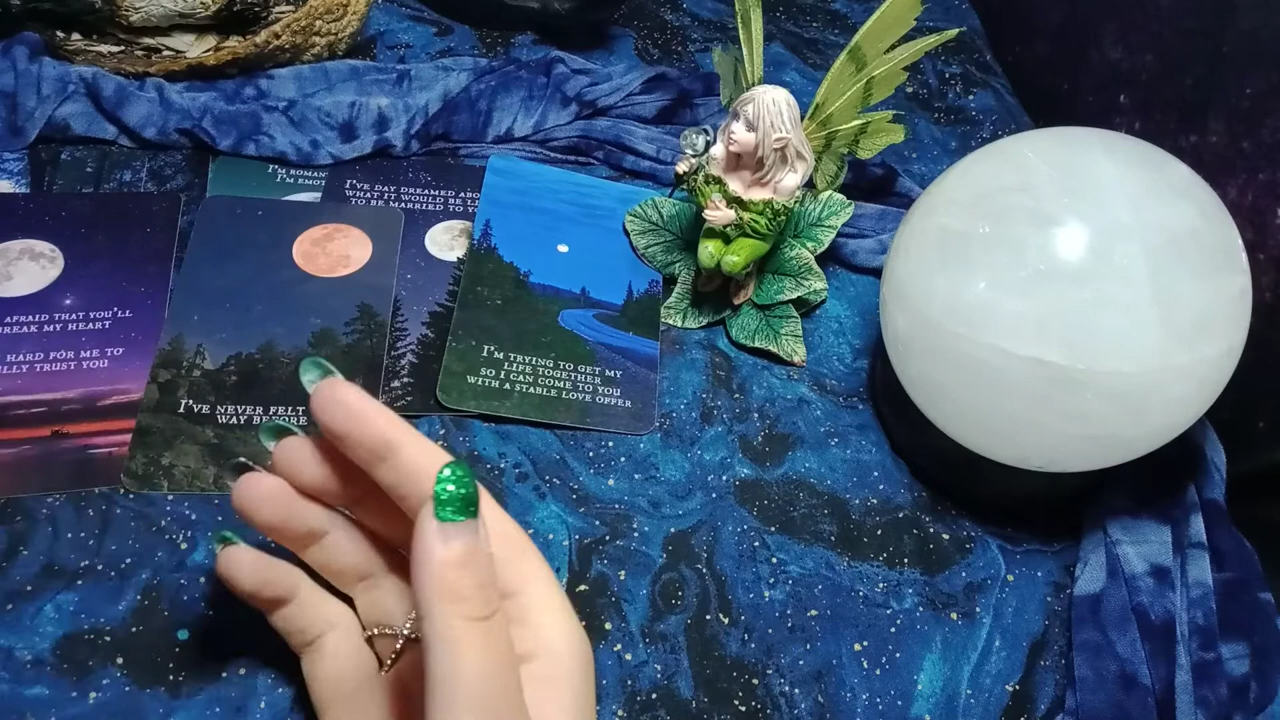 I'm roman
I'm emot
I've day dreamed abo
what it would be li
to be married to y
afraid that you'll
reak my heart
hard for me to
lly trust you
I've never felt
way before
I'm trying to get my
life together
so I can come to you
with a stable love offer